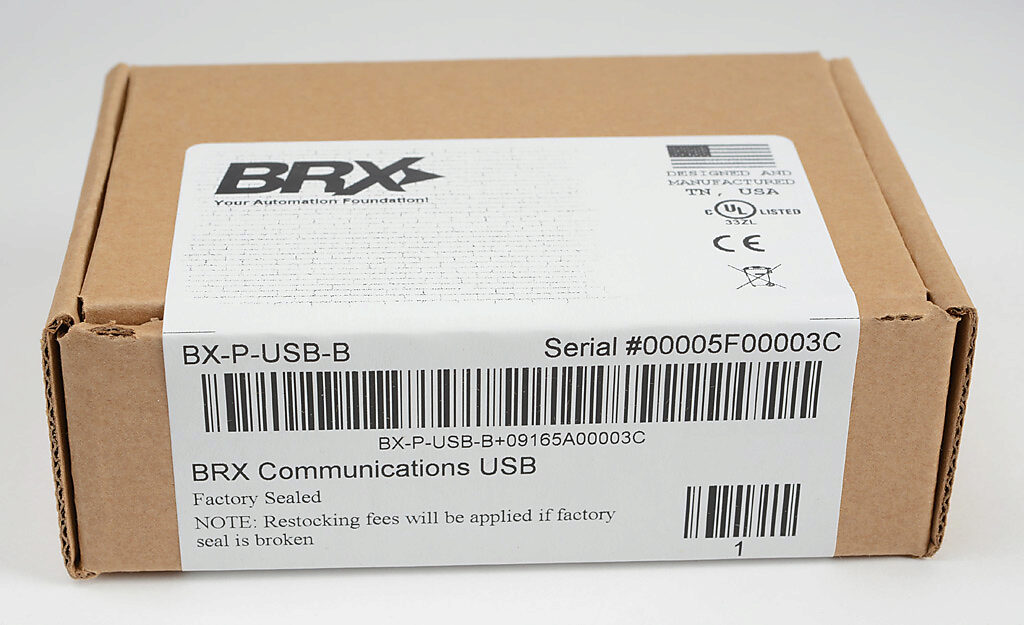 BRX
Your Automation Foundation!
DESIGNED AND
MANUFACTURED
TN, USA
C UL LISTED
33ZL
CE
BX-P-USB-B
Serial #00005F00003C
BX-P-USB-B+09165A00003C
BRX Communications USB
Factory Sealed
NOTE: Restocking fees will be applied if factory
seal is broken
1